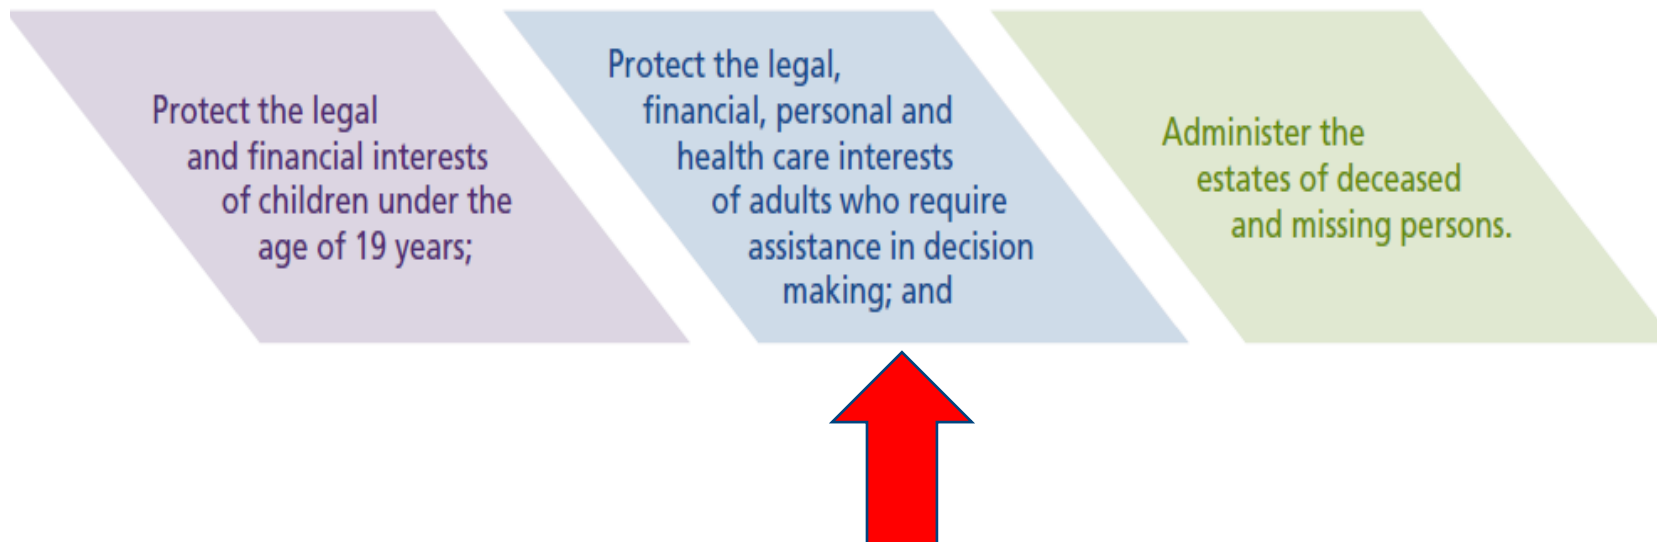 Protect the legal
and financial interests
of children under the
age of 19 years;
Protect the legal,
financial, personal and
health care interests
of adults who require
assistance in decision
making; and
Administer the
estates of deceased
and missing persons.